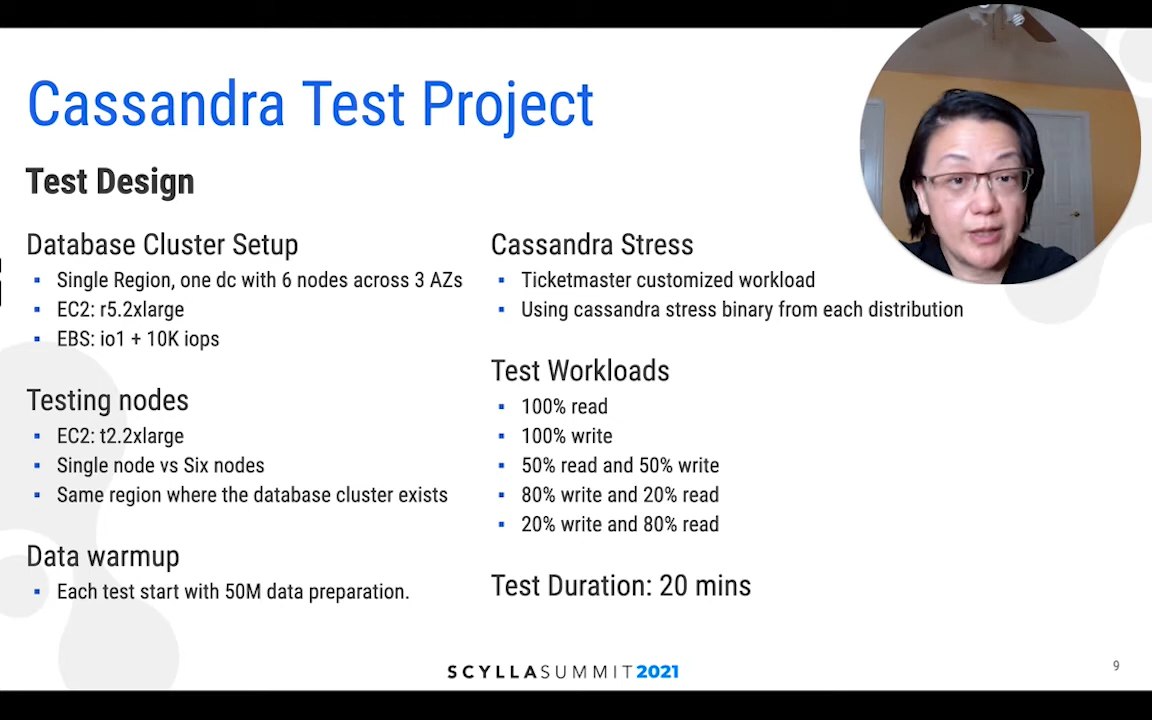 Cassandra Test Project
Test Design
Database Cluster Setup
▪ Single Region, one dc with 6 nodes across 3 AZs
▪ EC2: r5.2xlarge
▪ EBS: io1 + 10K iops
Testing nodes
▪ EC2: t2.2xlarge
▪ Single node vs Six nodes
▪ Same region where the database cluster exists
Data warmup
▪ Each test start with 50M data preparation.
Cassandra Stress
▪ Ticketmaster customized workload
▪ Using cassandra stress binary from each distribution
Test Workloads
▪ 100% read
▪ 100% write
▪ 50% read and 50% write
▪ 80% write and 20% read
▪ 20% write and 80% read
Test Duration: 20 mins
SCYLLASUMMIT2021
9